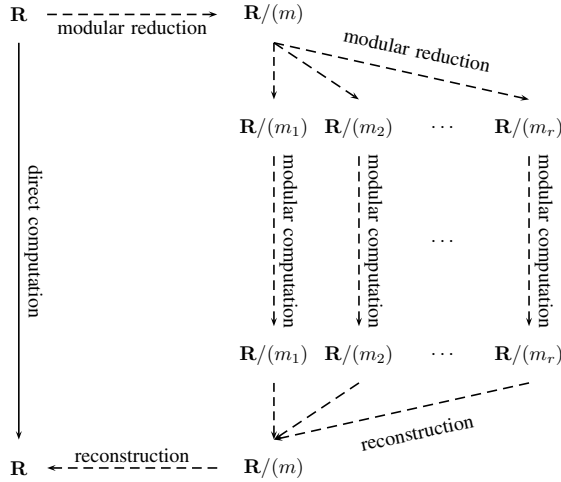 R modular reduction R/(m)
modular reduction
R/(m₁) R/(m₂) ⋯ R/(mᵣ)
direct computation
modular computation modular computation ⋯ modular computation
R/(m₁) R/(m₂) ⋯ R/(mᵣ)
reconstruction
R reconstruction R/(m)